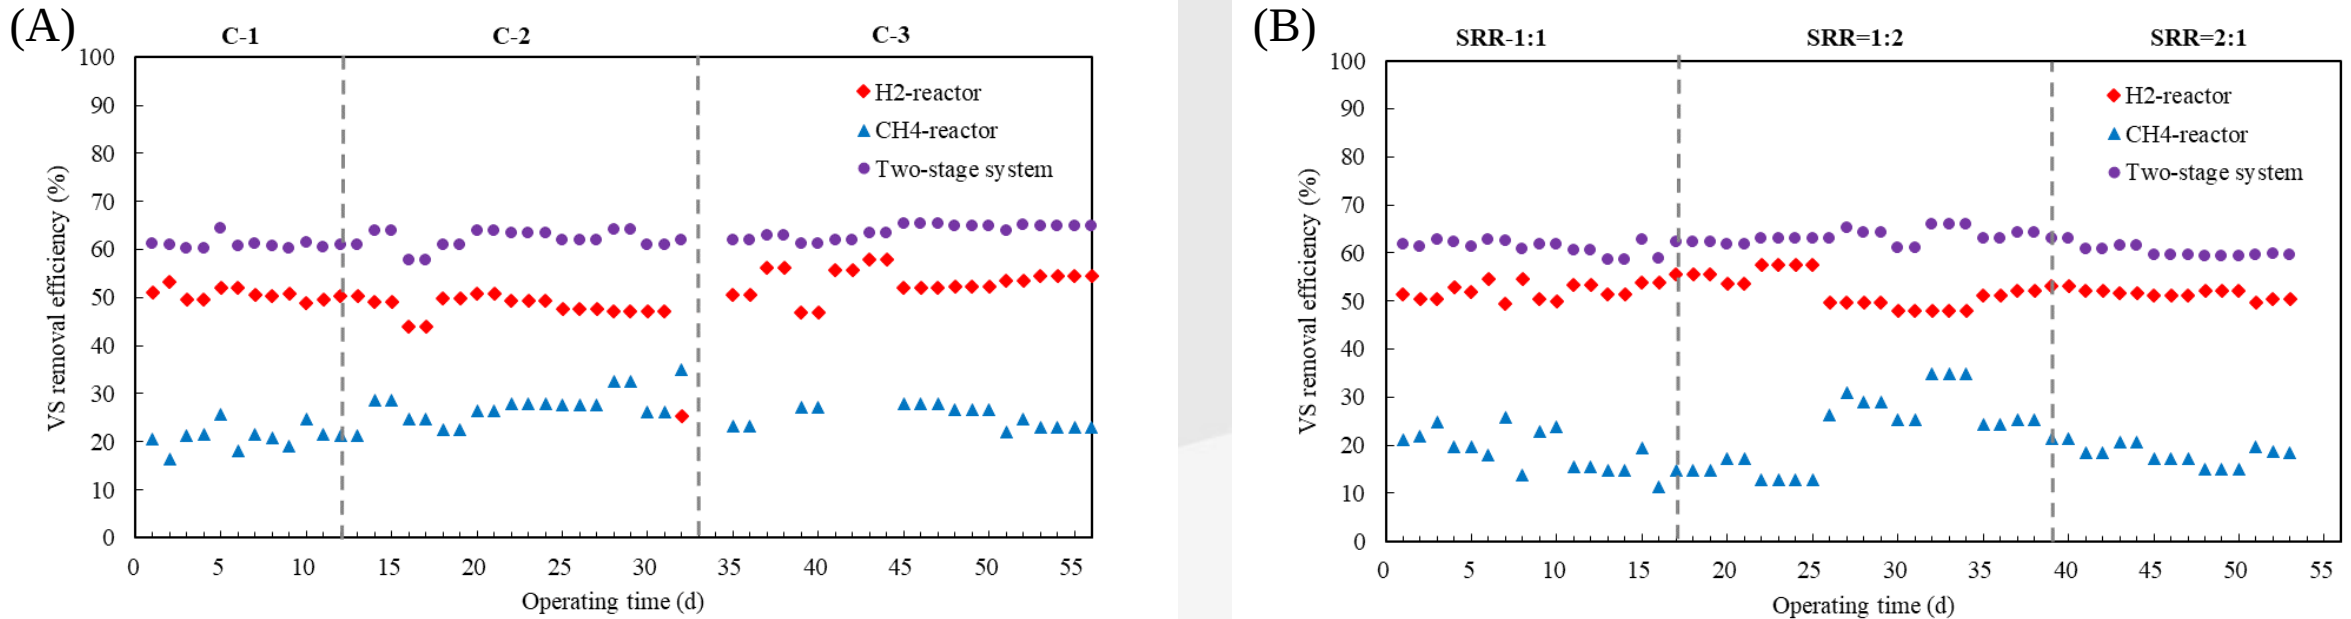 (A)
C-1 C-2 C-3
100
90
80
70
60
50
40
30
20
10
0
VS removal efficiency (%)
H2-reactor
CH4-reactor
Two-stage system
0 5 10 15 20 25 30 35 40 45 50 55
Operating time (d)
(B)
SRR-1:1 SRR=1:2 SRR=2:1
100
90
80
70
60
50
40
30
20
10
0
VS removal efficiency (%)
H2-reactor
CH4-reactor
Two-stage system
0 5 10 15 20 25 30 35 40 45 50 55
Operating time (d)